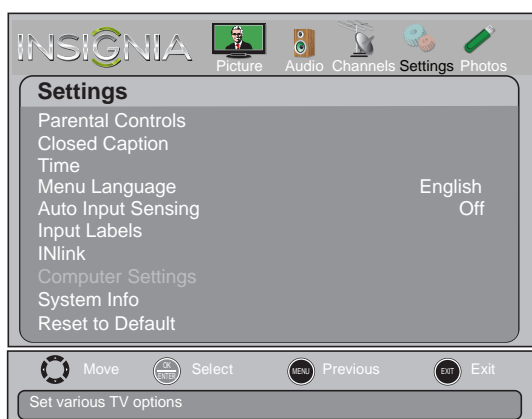 INSIGNIA
Picture Audio Channels Settings Photos
Settings
Parental Controls
Closed Caption
Time
Menu Language English
Auto Input Sensing Off
Input Labels
INlink
Computer Settings
System Info
Reset to Default
Move OK ENTER Select MENU Previous EXIT Exit
Set various TV options